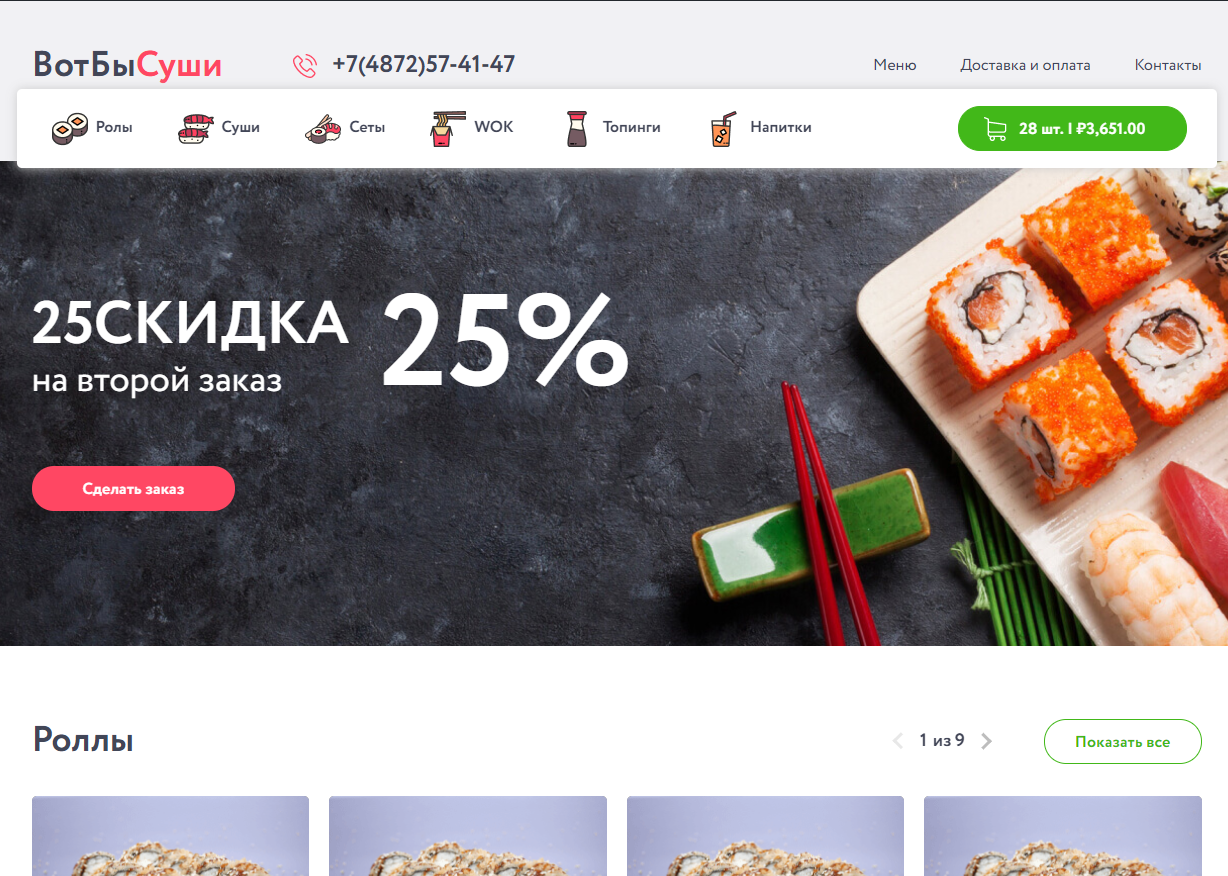 ВотБыСуши
+7(4872)57-41-47
Меню
Доставка и оплата
Контакты
Ролы
Суши
Сеты
WOK
Топинги
Напитки
28 шт. I ₽3,651.00
25СКИДКА
на второй заказ
25%
Сделать заказ
Роллы
1 из 9
Показать все